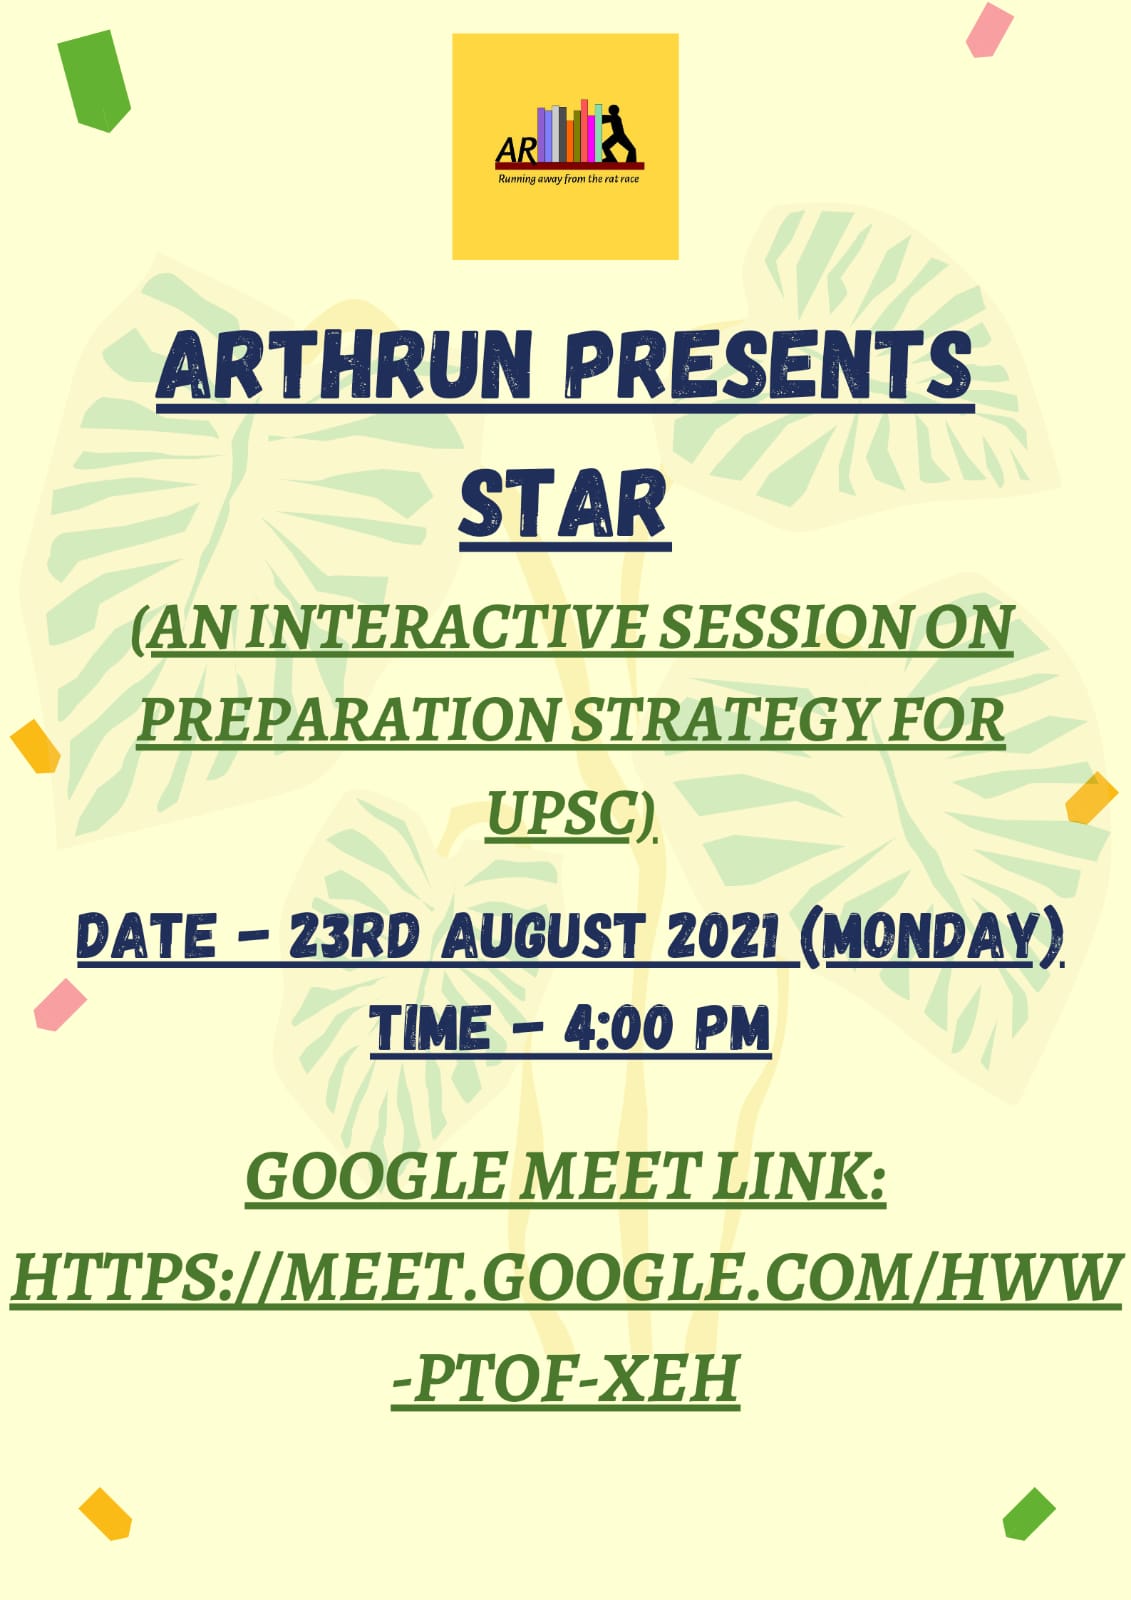 AR
Running away from the rat race
ARTHRUN PRESENTS
STAR
(AN INTERACTIVE SESSION ON
PREPARATION STRATEGY FOR
UPSC)
DATE - 23RD AUGUST 2021 (MONDAY)
TIME - 4:00 PM
GOOGLE MEET LINK:
HTTPS://MEET.GOOGLE.COM/HWW
-PTOF-XEH